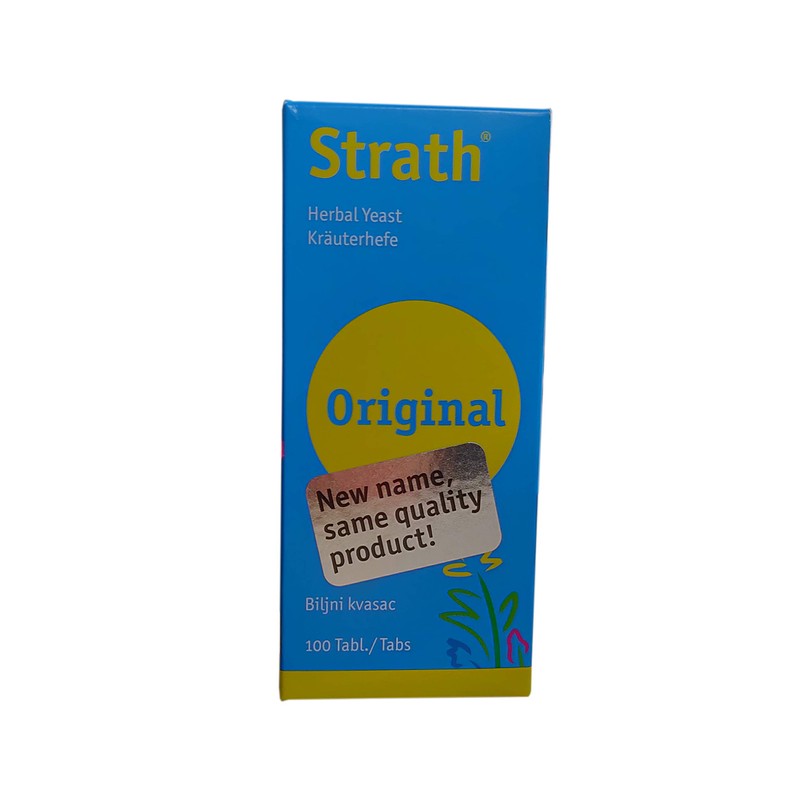 Strath®
Herbal Yeast
Kräuterhefe
Original
New name,
same quality
product!
Biljni kvasac
100 Tabl./Tabs